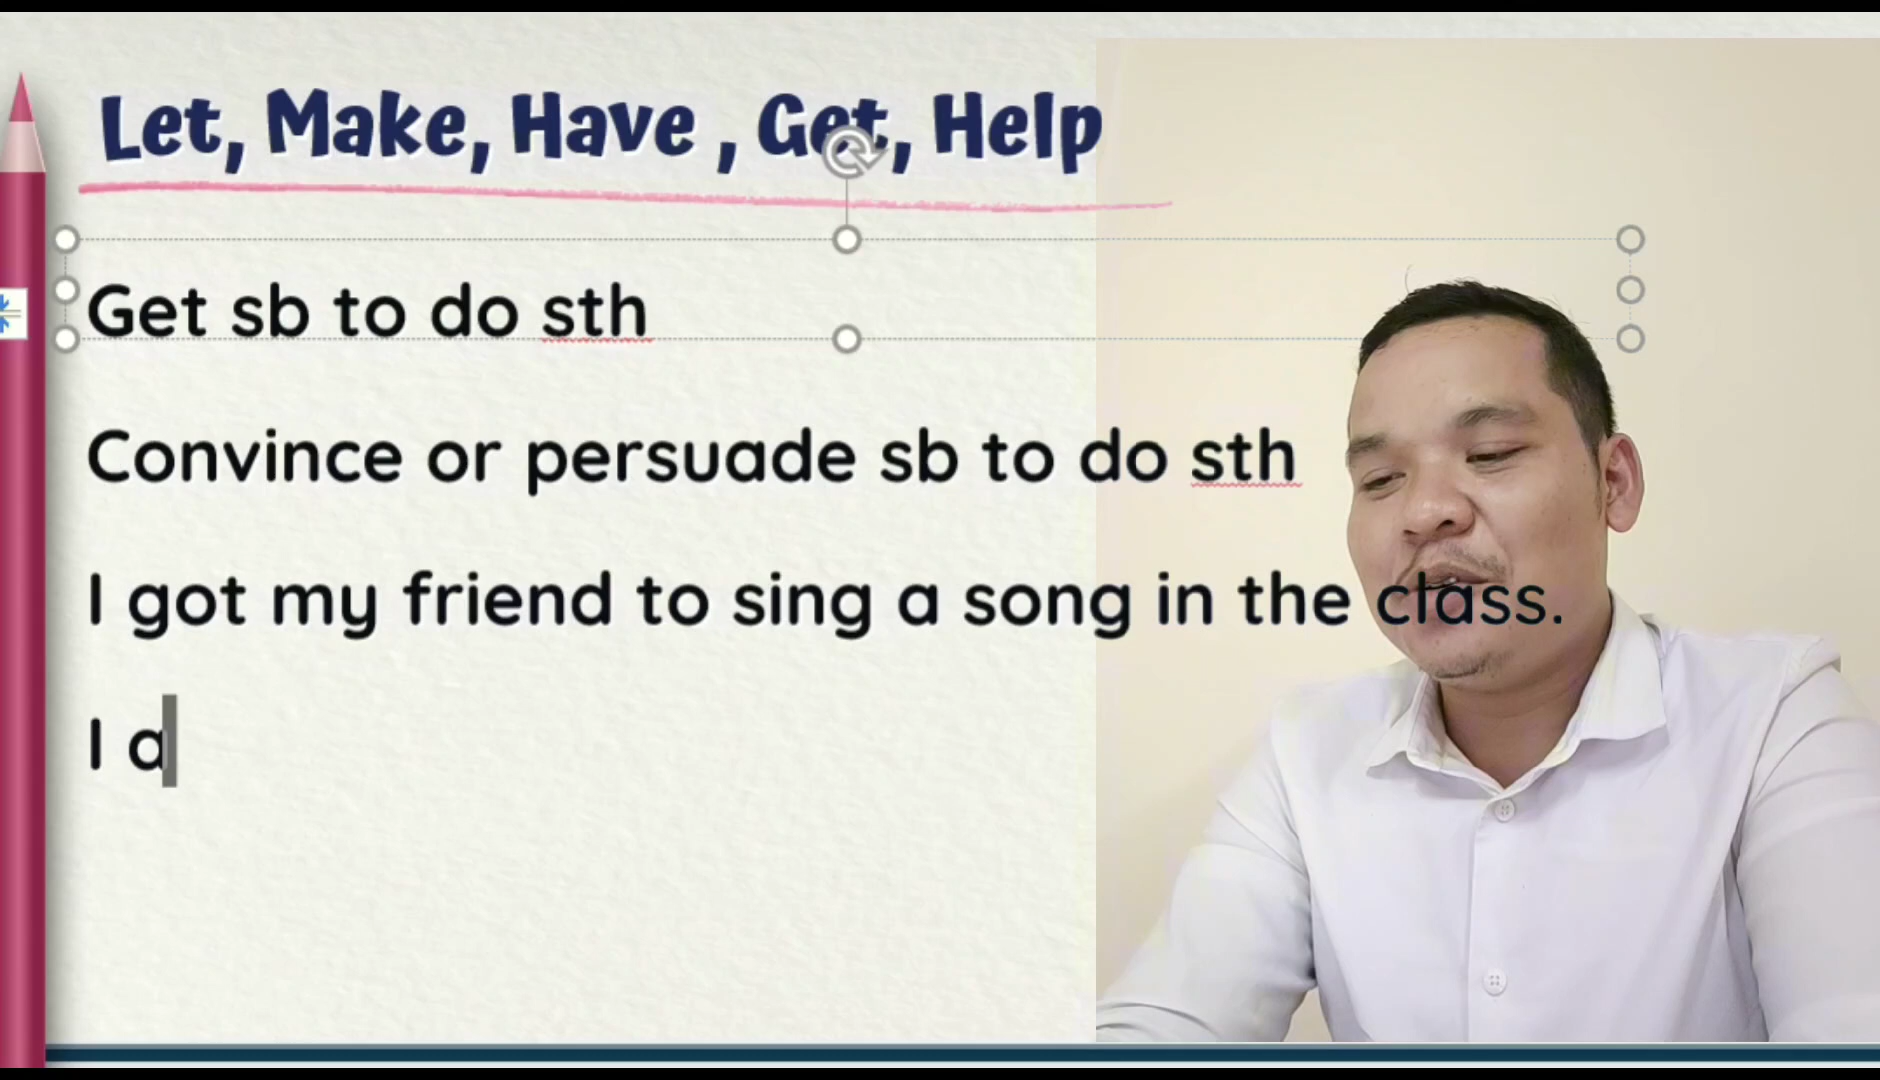 Let, Make, Have , Get, Help
Get sb to do sth
Convince or persuade sb to do sth
I got my friend to sing a song in the class.
I a